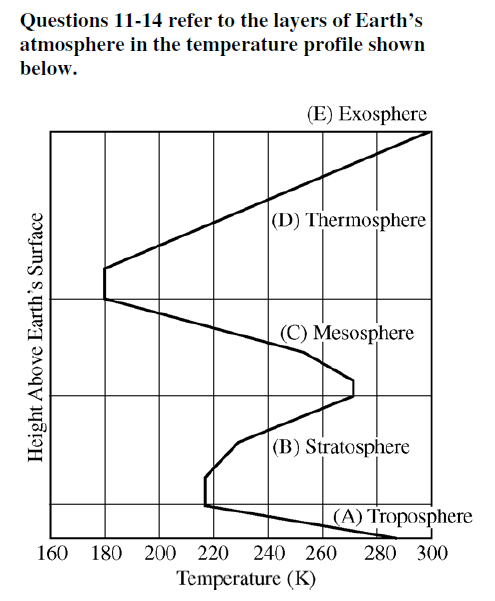 Questions 11-14 refer to the layers of Earth’s
atmosphere in the temperature profile shown
below.
(E) Exosphere
(D) Thermosphere
(C) Mesosphere
(B) Stratosphere
(A) Troposphere
Height Above Earth’s Surface
160 180 200 220 240 260 280 300
Temperature (K)